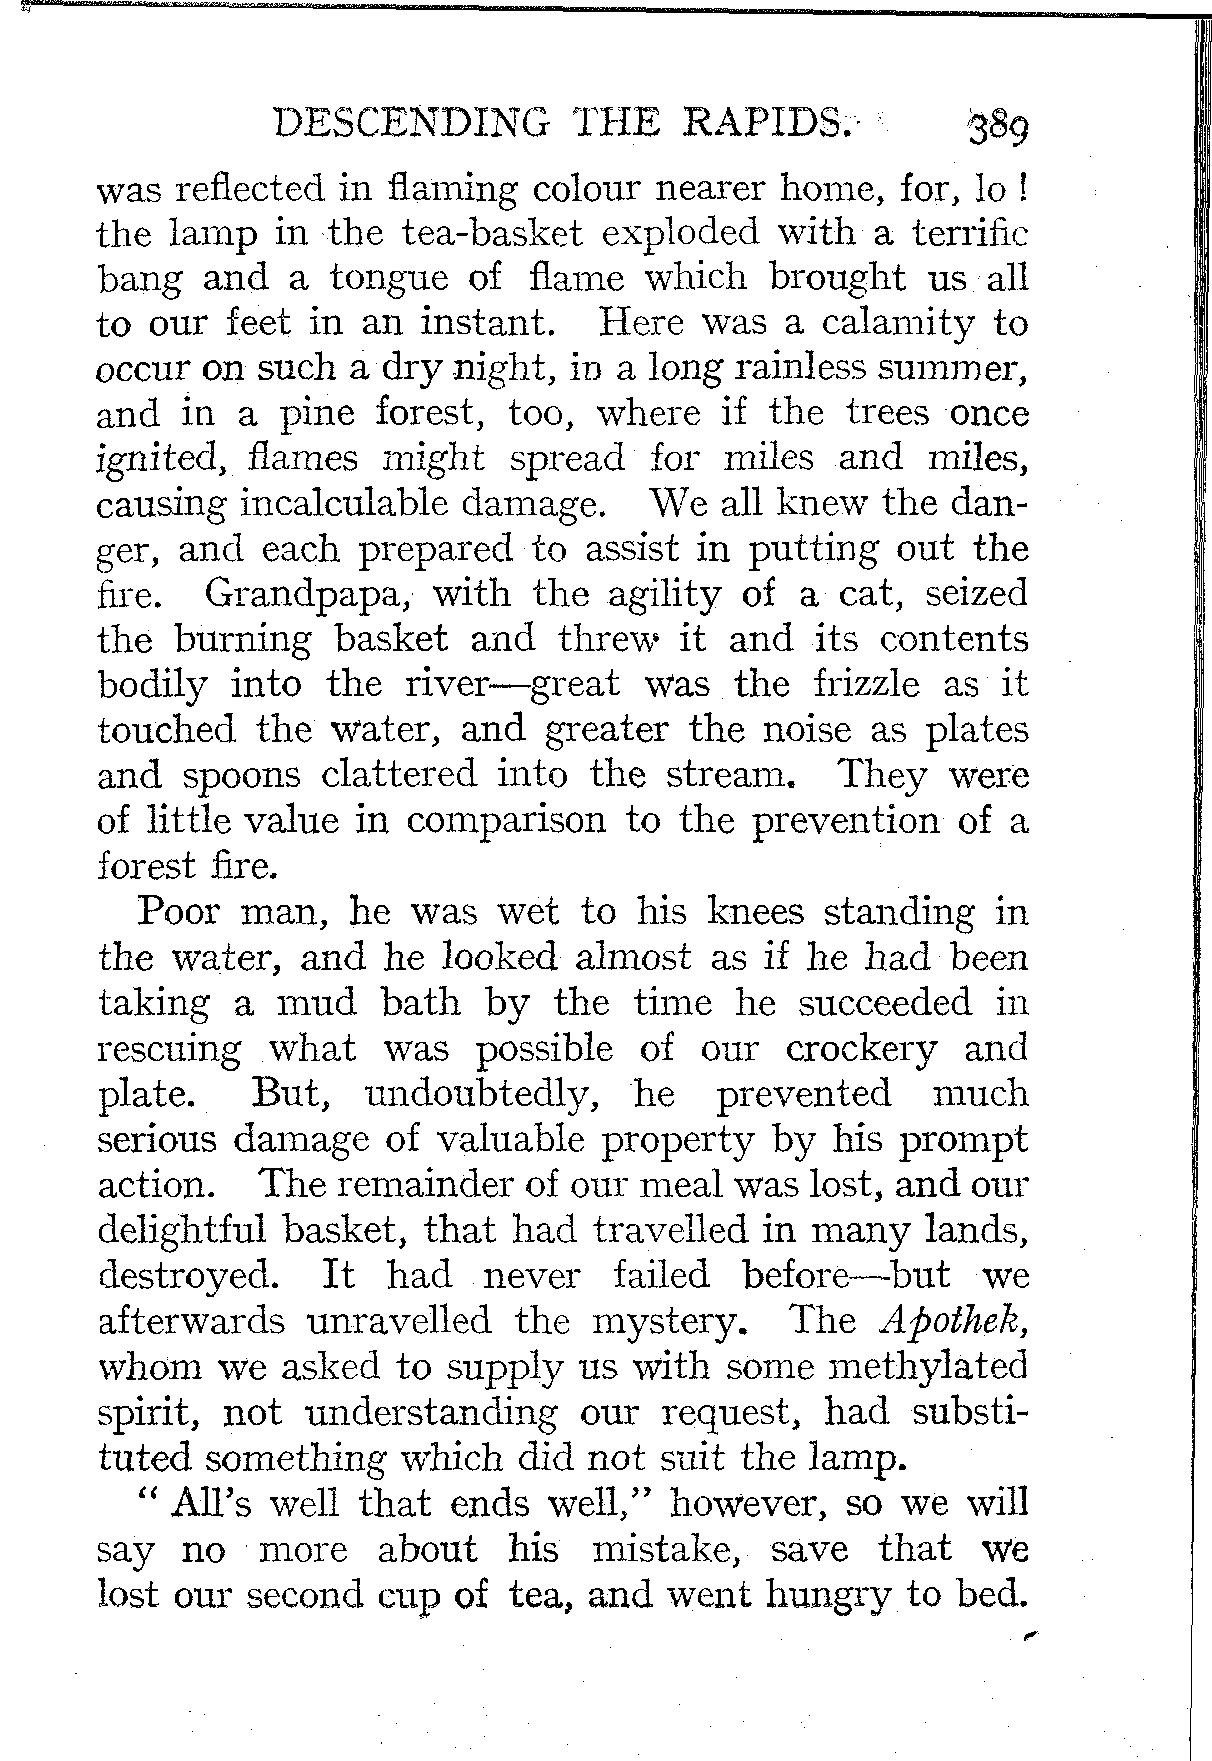 DESCENDING THE RAPIDS. 389
was reflected in flaming colour nearer home, for, lo !
the lamp in the tea-basket exploded with a terrific
bang and a tongue of flame which brought us all
to our feet in an instant. Here was a calamity to
occur on such a dry night, in a long rainless summer,
and in a pine forest, too, where if the trees once
ignited, flames might spread for miles and miles,
causing incalculable damage. We all knew the dan-
ger, and each prepared to assist in putting out the
fire. Grandpapa, with the agility of a cat, seized
the burning basket and threw it and its contents
bodily into the river—great was the frizzle as it
touched the water, and greater the noise as plates
and spoons clattered into the stream. They were
of little value in comparison to the prevention of a
forest fire.
Poor man, he was wet to his knees standing in
the water, and he looked almost as if he had been
taking a mud bath by the time he succeeded in
rescuing what was possible of our crockery and
plate. But, undoubtedly, he prevented much
serious damage of valuable property by his prompt
action. The remainder of our meal was lost, and our
delightful basket, that had travelled in many lands,
destroyed. It had never failed before—but we
afterwards unravelled the mystery. The Apothek,
whom we asked to supply us with some methylated
spirit, not understanding our request, had substi-
tuted something which did not suit the lamp.
“ All’s well that ends well,” however, so we will
say no more about his mistake, save that we
lost our second cup of tea, and went hungry to bed.